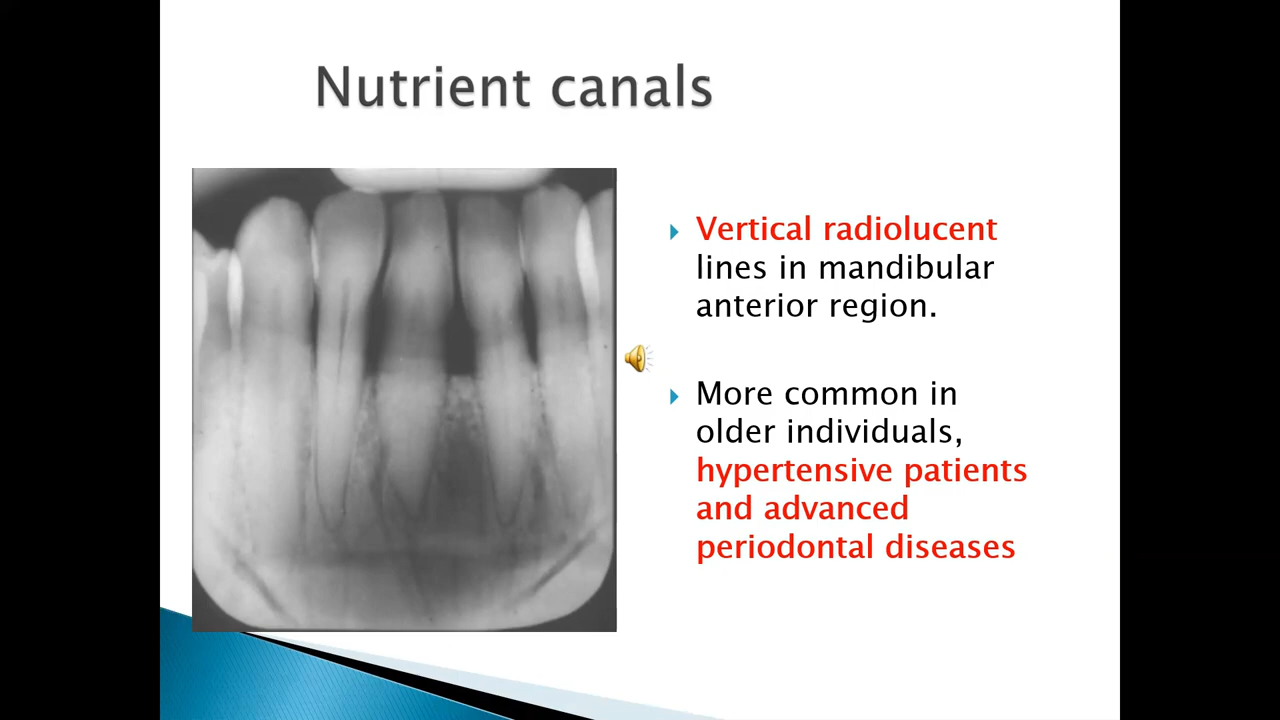 Nutrient canals
Vertical radiolucent
lines in mandibular
anterior region.
More common in
older individuals,
hypertensive patients
and advanced
periodontal diseases